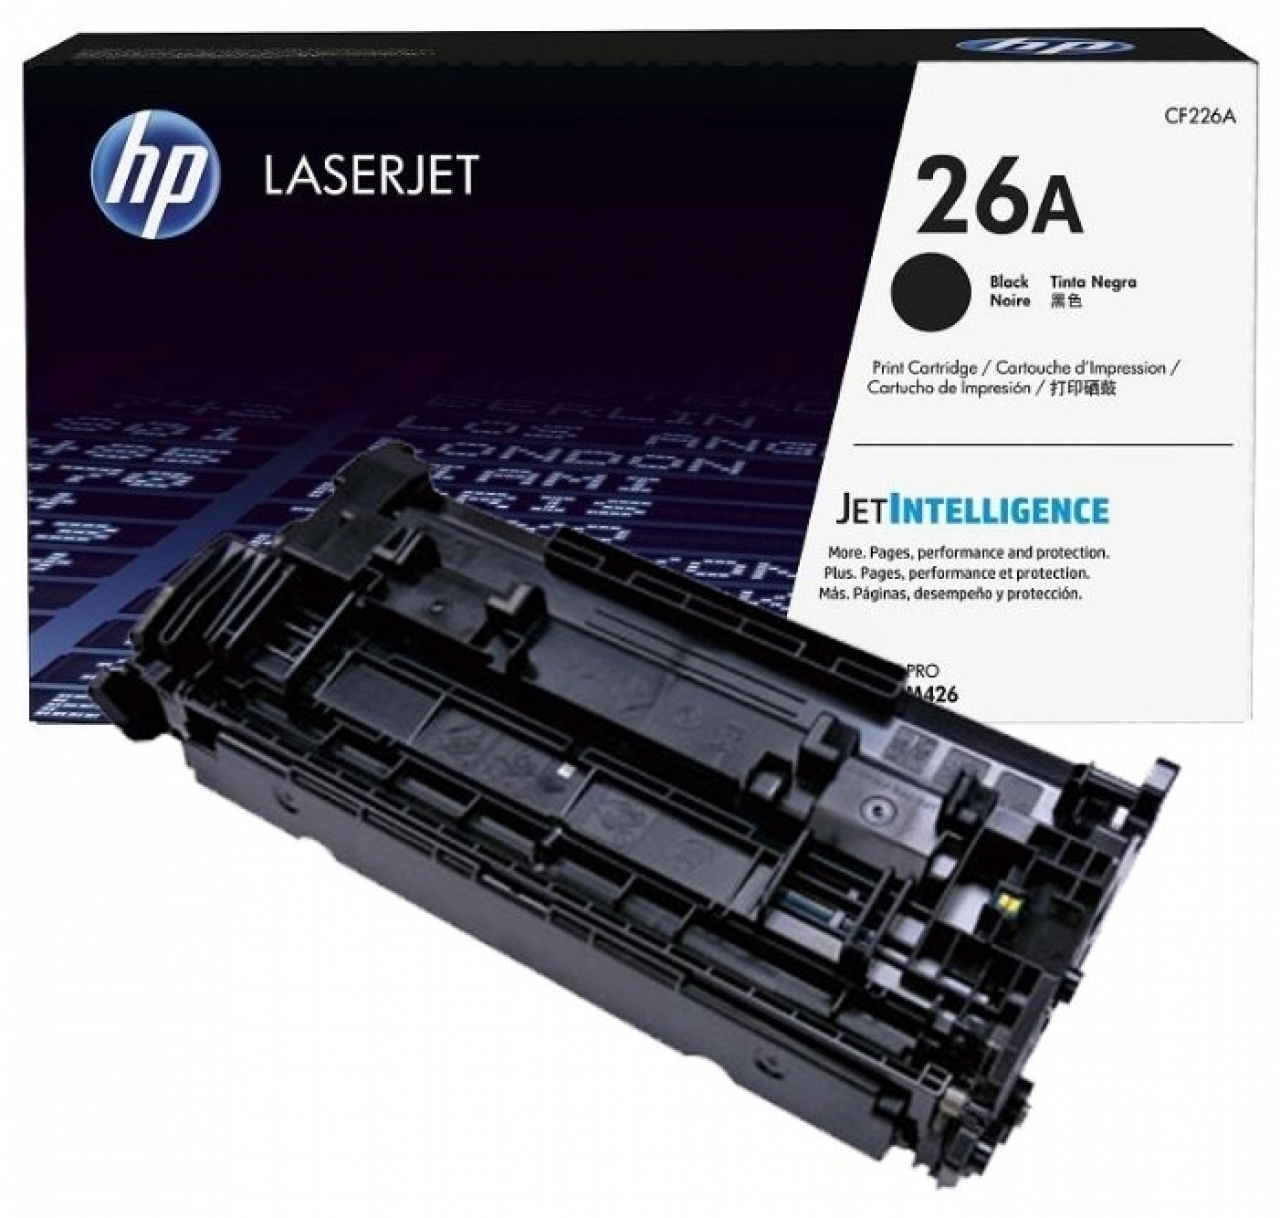 hp
CF226A
hp LASERJET
26A
Black Tinta Negra
Noire 黑色
Print Cartridge / Cartouche d'Impression /
Cartucho de Impresión / 打印硒鼓
LONDON
JETINTELLIGENCE
More. Pages, performance and protection.
Plus. Pages, performance et protection.
Más. Páginas, desempeño y protección.
PRO
M426